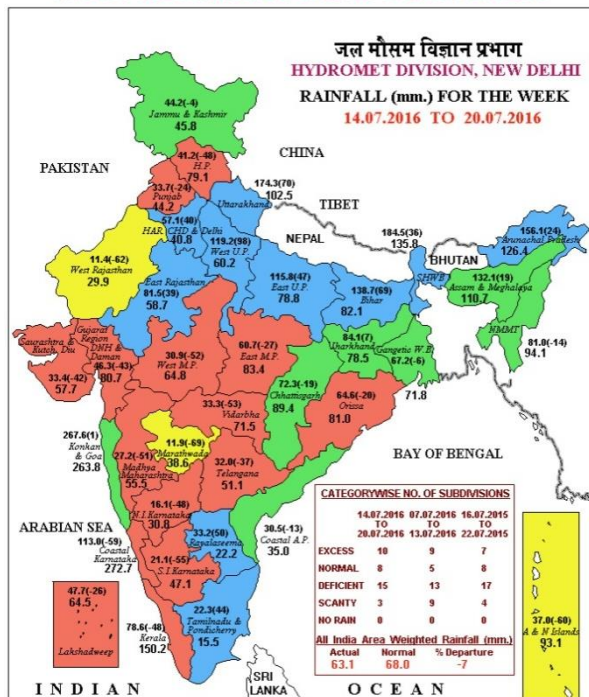 जल मौसम विज्ञान प्रभाग
HYDROMET DIVISION, NEW DELHI
RAINFALL (mm.) FOR THE WEEK
14.07.2016 TO 20.07.2016
44.2(-4)
Jammu & Kashmir
45.8
CHINA
PAKISTAN
41.2(-48)
H.P.
79.1
33.7(-24)
Punjab
44.2
174.3(70)
102.5
Uttarakhand
TIBET
57.1(40)
HAR. CHD & Delhi
40.8
NEPAL
119.2(98)
West U.P.
60.2
184.5(36)
135.8
156.1(24)
Arunachal Pradesh
126.4
BHUTAN
11.4(-62)
West Rajasthan
29.9
115.8(47)
East U.P.
78.8
SHWB
132.1(19)
Assam & Meghalaya
110.7
East Rajasthan
81.5(39)
58.7
138.7(69)
Bihar
82.1
NMMT
81.0(-14)
94.1
Gujarat
Region
DNH &
Daman
46.3(-43)
80.7
Saurashtra &
Kutch, Diu
33.4(-42)
57.7
30.9(-52)
West M.P.
64.8
60.7(-27)
East M.P.
83.4
84.1(7)
Jharkhand
78.5
Gangetic W.B.
67.2(-6)
71.8
72.3(-19)
Chhattisgarh
89.4
33.3(-53)
Vidarbha
71.5
64.6(-20)
Orissa
81.0
267.6(1)
Konkan
and Goa
263.8
11.9(-69)
Marathwada
38.6
27.2(-51)
Madhya
Maharashtra
55.5
32.0(-37)
Telangana
51.1
BAY OF BENGAL
16.1(-48)
N.I.Karnataka
30.8
ARABIAN SEA
113.0(-59)
Coastal
Karnataka
272.7
33.2(50)
Rayalaseema
22.2
30.5(-13)
Coastal A.P.
35.0
21.1(-55)
S.I.Karnataka
47.1
47.7(-26)
64.5
Lakshadweep
22.3(44)
Tamilnadu &
Pondicherry
15.5
78.6(-48)
Kerala
150.2
CATEGORYWISE NO. OF SUBDIVISIONS
14.07.2016 07.07.2016 16.07.2015
TO TO TO
20.07.2016 13.07.2016 22.07.2015
EXCESS 10 9 7
NORMAL 8 5 8
DEFICIENT 15 13 17
SCANTY 3 9 4
NO RAIN 0 0 0
All India Area Weighted Rainfall (mm.)
Actual Normal % Departure
63.1 68.0 -7
37.0(-60)
A & N Islands
93.1
SRI
LANKA
INDIAN OCEAN